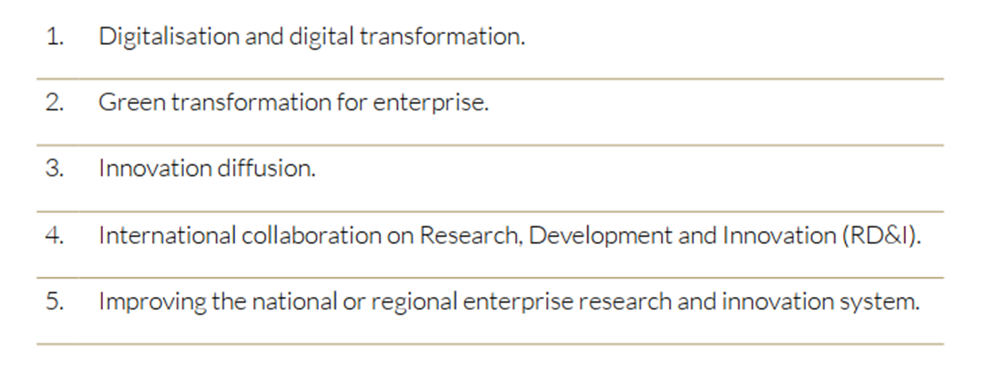 1. Digitalisation and digital transformation.
2. Green transformation for enterprise.
3. Innovation diffusion.
4. International collaboration on Research, Development and Innovation (RD&I).
5. Improving the national or regional enterprise research and innovation system.